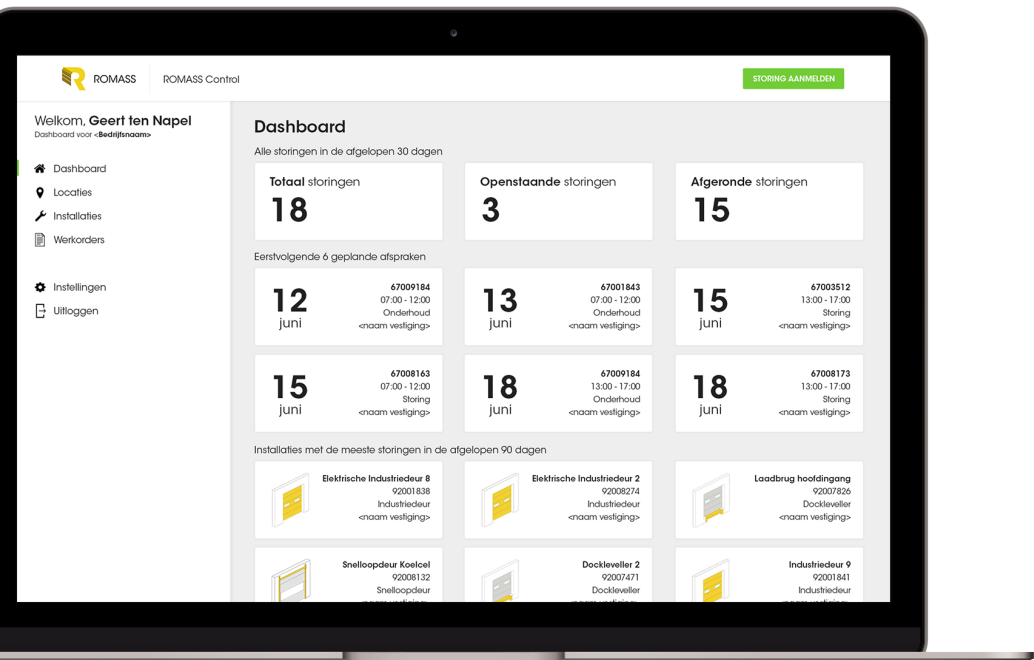 ROMASS
ROMASS Control
STORING AANMELDEN
Welkom, Geert ten Napel
Dashboard voor <Bedrijfsnaam>
Dashboard
Locaties
Installaties
Werkorders
Instellingen
Uitloggen
Dashboard
Alle storingen in de afgelopen 30 dagen
Totaal storingen
18
Openstaande storingen
3
Afgeronde storingen
15
Eerstvolgende 6 geplande afspraken
12
juni
67009184
07:00 - 12:00
Onderhoud
<naam vestiging>
13
juni
67001843
07:00 - 12:00
Onderhoud
<naam vestiging>
15
juni
67003512
13:00 - 17:00
Storing
<naam vestiging>
15
juni
67008163
07:00 - 12:00
Storing
<naam vestiging>
18
juni
67009184
13:00 - 17:00
Onderhoud
<naam vestiging>
18
juni
67008173
13:00 - 17:00
Storing
<naam vestiging>
Installaties met de meeste storingen in de afgelopen 90 dagen
Elektrische Industriedeur 8
92001838
Industriedeur
<naam vestiging>
Elektrische Industriedeur 2
92008274
Industriedeur
<naam vestiging>
Laadbrug hoofdingang
92007826
Dockleveller
<naam vestiging>
Snelloopdeur Koelcel
92008132
Snelloopdeur
Dockleveller 2
92007471
Dockleveller
Industriedeur 9
92001841
Industriedeur